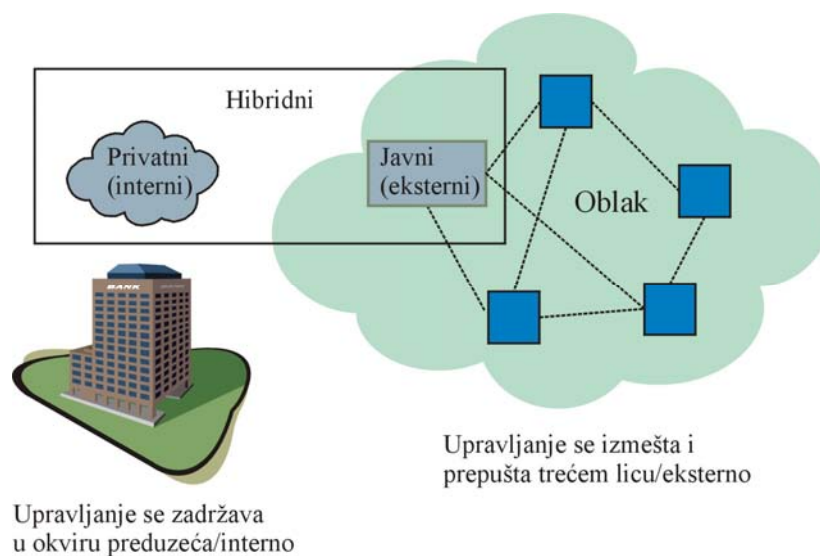 Hibridni
Privatni
(interni)
Javni
(eksterni)
Oblak
BANK
Upravljanje se izmešta i
prepušta trećem licu/eksterno
Upravljanje se zadržava
u okviru preduzeća/interno